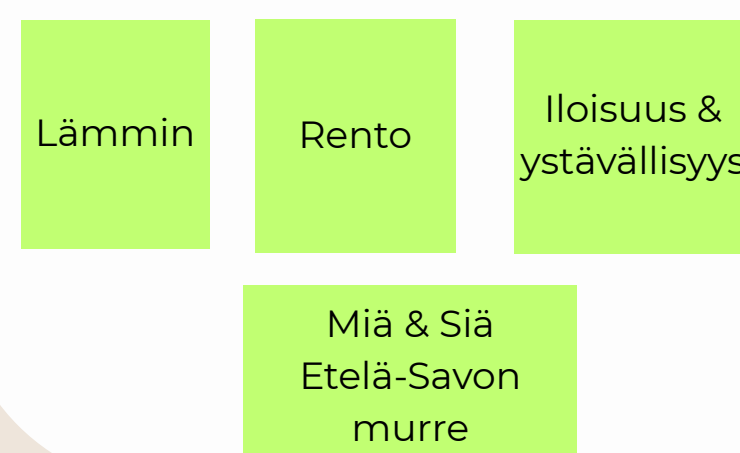 Lämmin
Rento
Iloisuus &
ystävällisyys
Miä & Siä
Etelä-Savon
murre